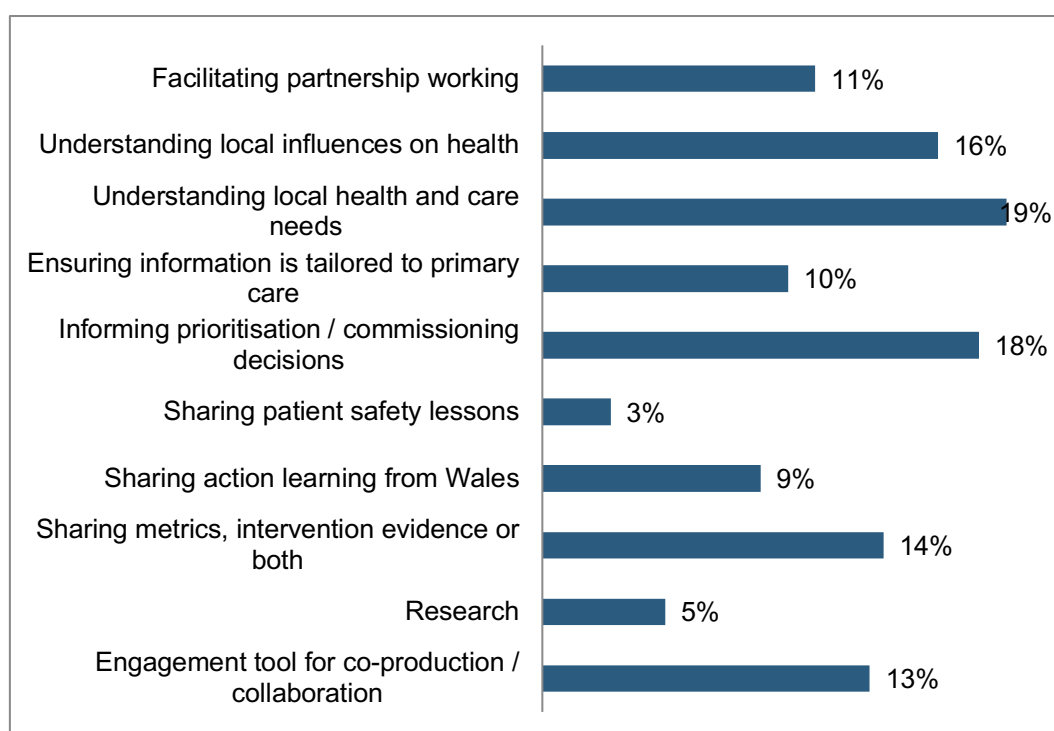 Facilitating partnership working
11%
Understanding local influences on health
16%
Understanding local health and care
needs
19%
Ensuring information is tailored to primary
care
10%
Informing prioritisation / commissioning
decisions
18%
Sharing patient safety lessons
3%
Sharing action learning from Wales
9%
Sharing metrics, intervention evidence or
both
14%
Research
5%
Engagement tool for co-production /
collaboration
13%